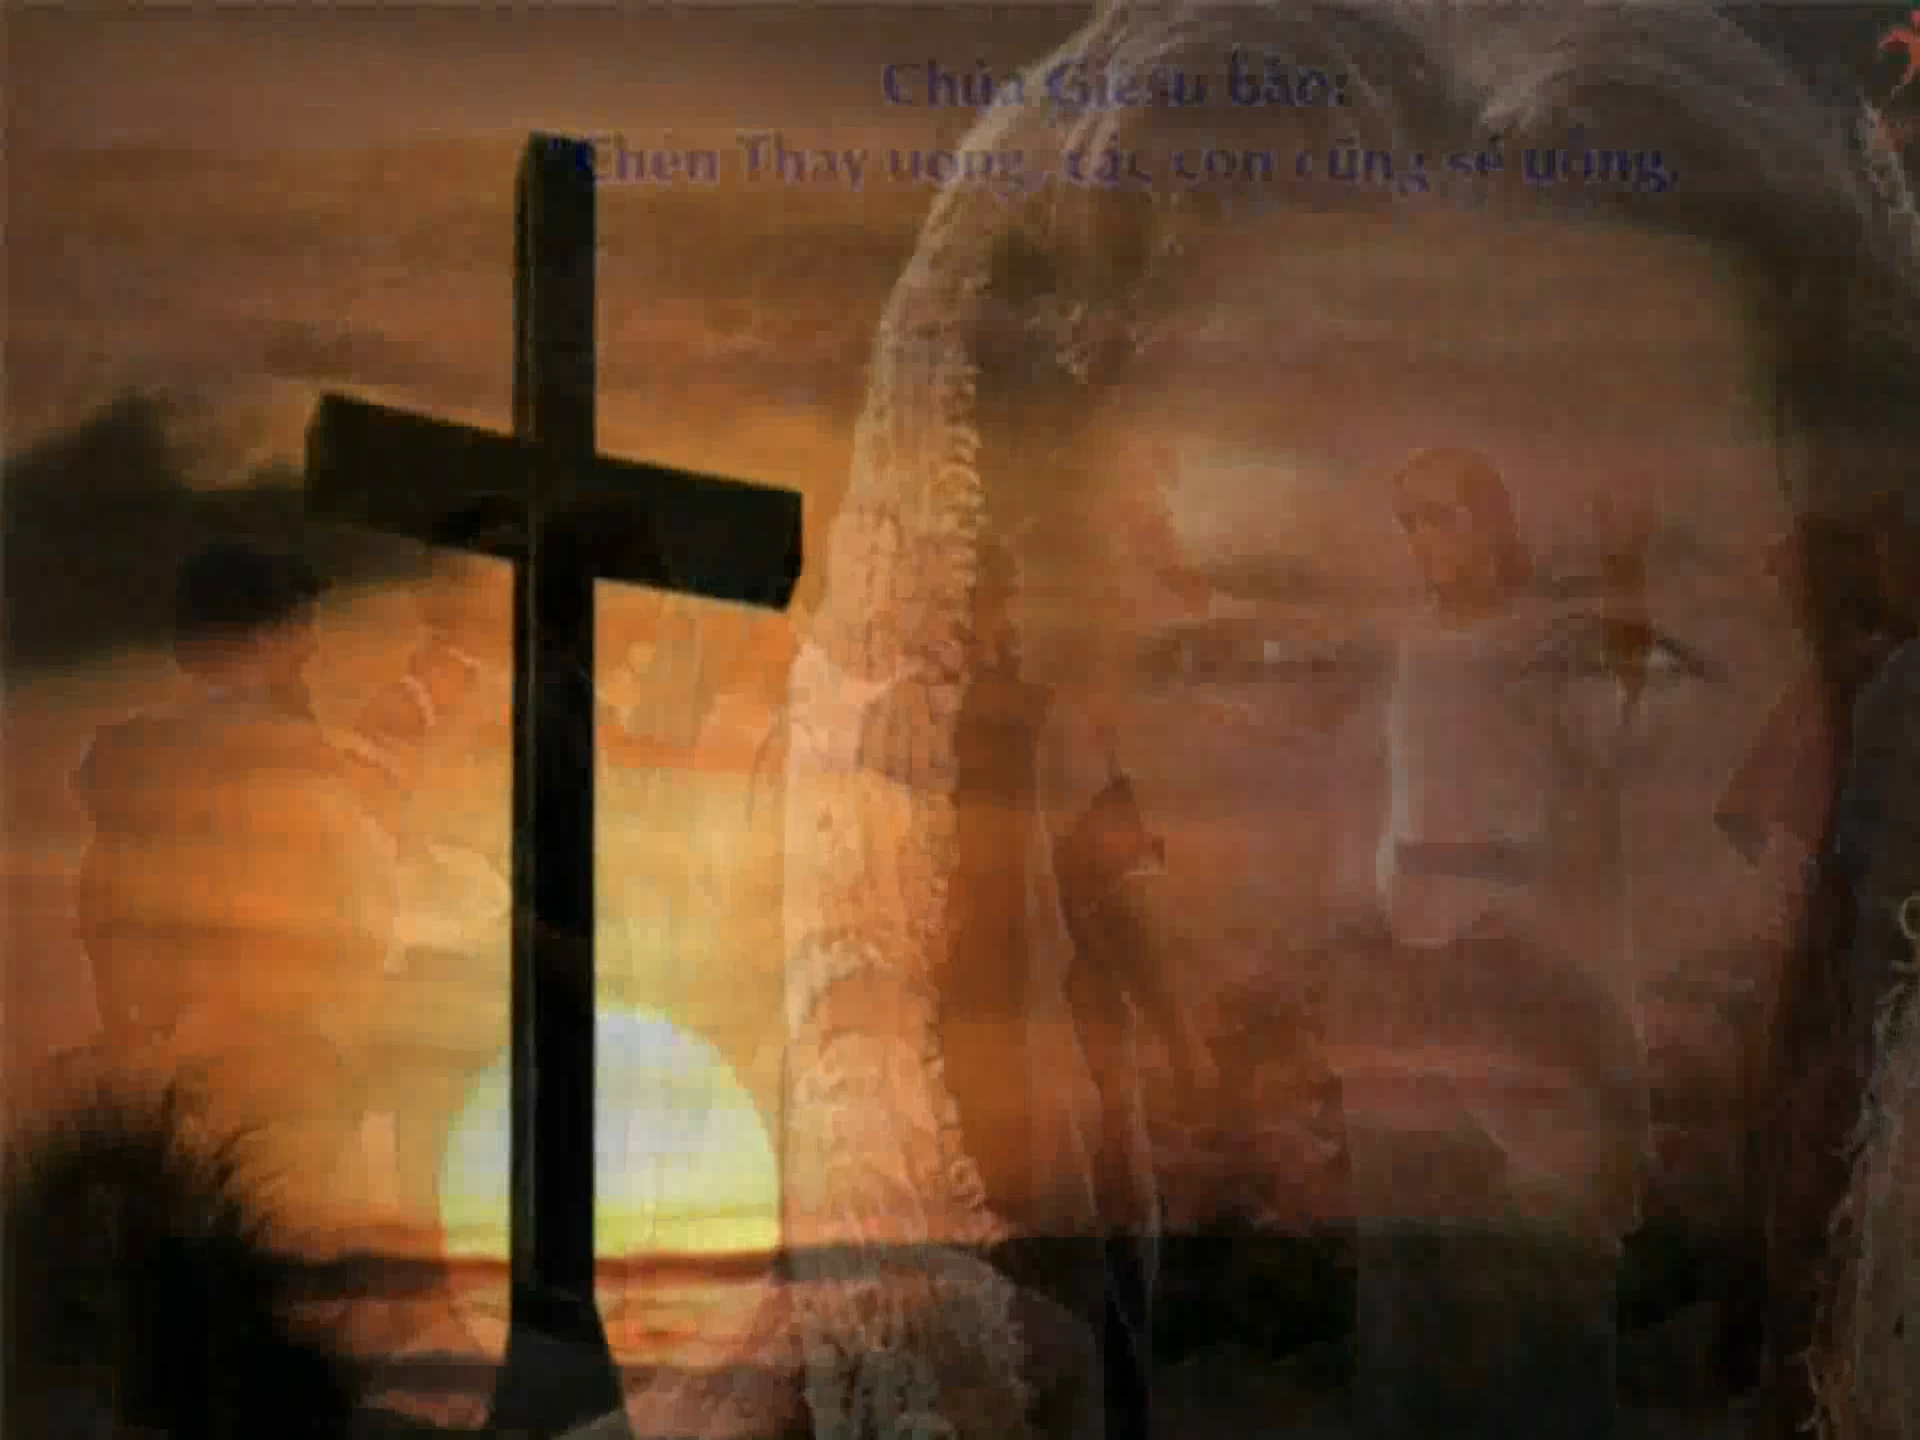 Chúa Giêsu bảo:
"Chén Thầy uống, các con cũng sẽ uống,